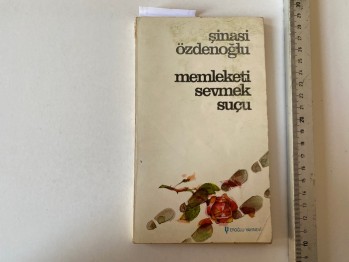 şinasi
özdenoğlu
memleketi
sevmek
suçu